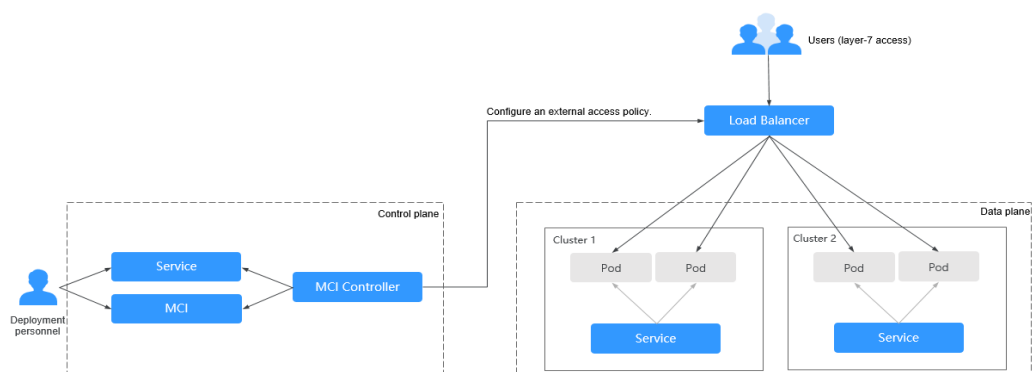 Users (layer-7 access)
Configure an external access policy.
Load Balancer
Control plane
Data plane
Cluster 1
Cluster 2
Service
Pod
Pod
Pod
Pod
MCI Controller
MCI
Deployment
personnel
Service
Service